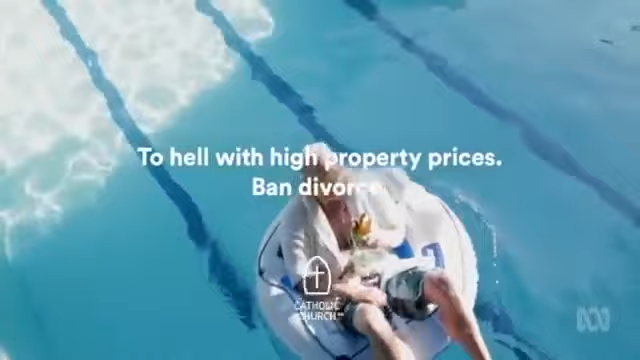 To hell with high property prices.
Ban divorce
CATHOLIC
CHURCH